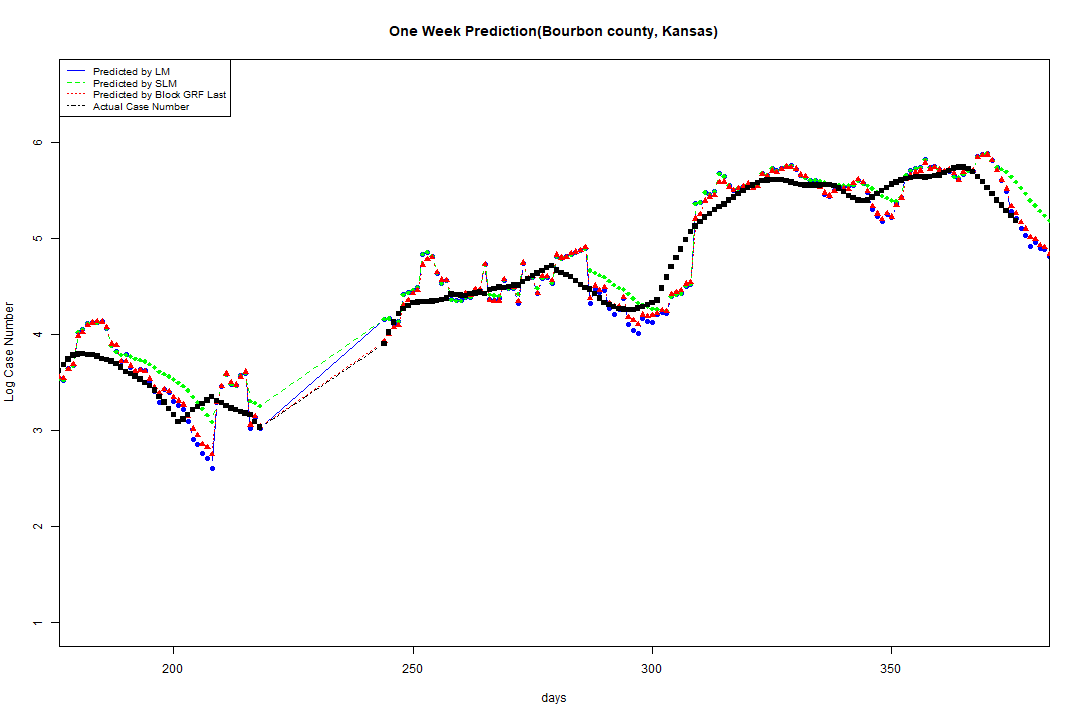 One Week Prediction(Bourbon county, Kansas)
Predicted by LM
Predicted by SLM
Predicted by Block GRF Last
Actual Case Number
6
5
4
3
2
1
Log Case Number
200 250 300 350
days